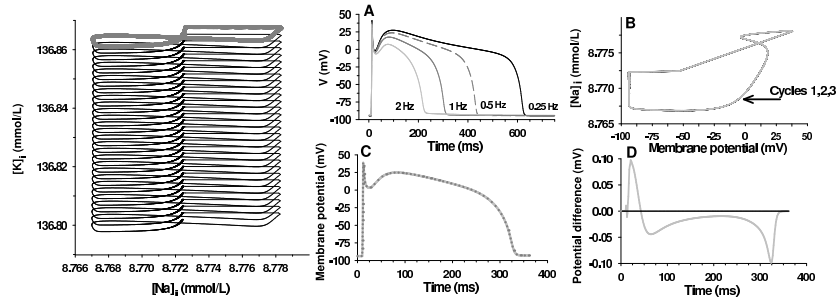 136.86
136.84
136.82
136.80
[K]i (mmol/L)
8.766 8.768 8.770 8.772 8.774 8.776 8.778
[Na]i (mmol/L)
A
50
25
0
-25
-50
-75
-100
V (mV)
2 Hz 1 Hz 0.5 Hz 0.25 Hz
0 200 400 600
Time (ms)
B
8.775
8.770
8.765
[Na]i (mmol/L)
Cycles 1,2,3
-100 -75 -50 -25 0 25 50
Membrane potential (mV)
C
50
25
0
-25
-50
-75
-100
Membrane potential (mV)
0 100 200 300 400
Time (ms)
D
0.10
0.05
0.00
-0.05
-0.10
Potential difference (mV)
0 100 200 300 400
Time (ms)